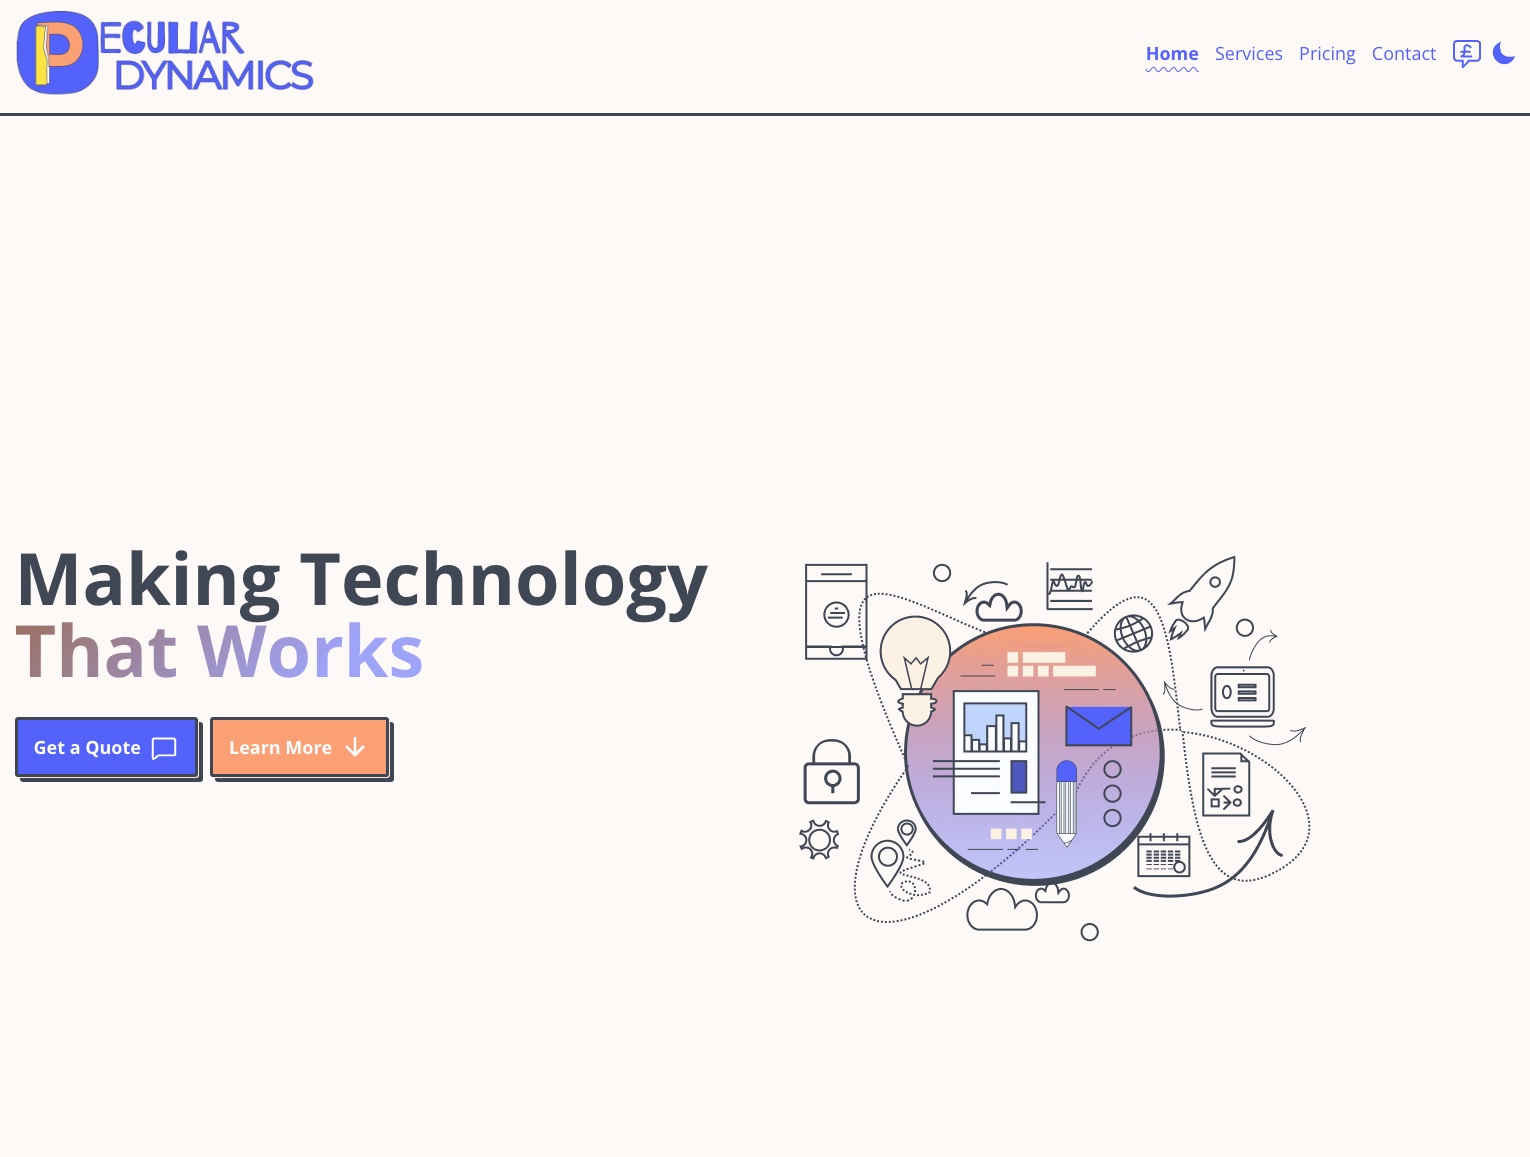 PECULIAR
DYNAMICS
Home Services Pricing Contact £
Making Technology
That Works
Get a Quote
Learn More